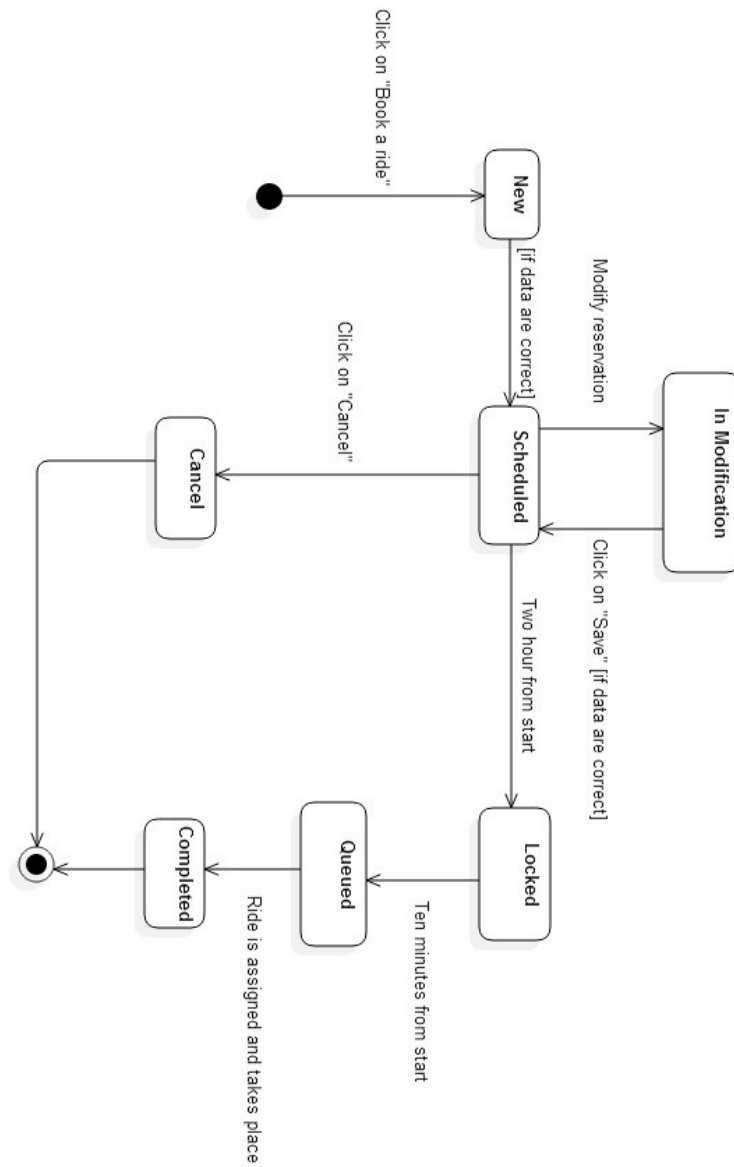 Click on "Book a ride"
New
[if data are correct]
Modify reservation
In Modification
Scheduled
Click on "Save" [if data are correct]
Click on "Cancel"
Cancel
Two hour from start
Locked
Ten minutes from start
Queued
Ride is assigned and takes place
Completed